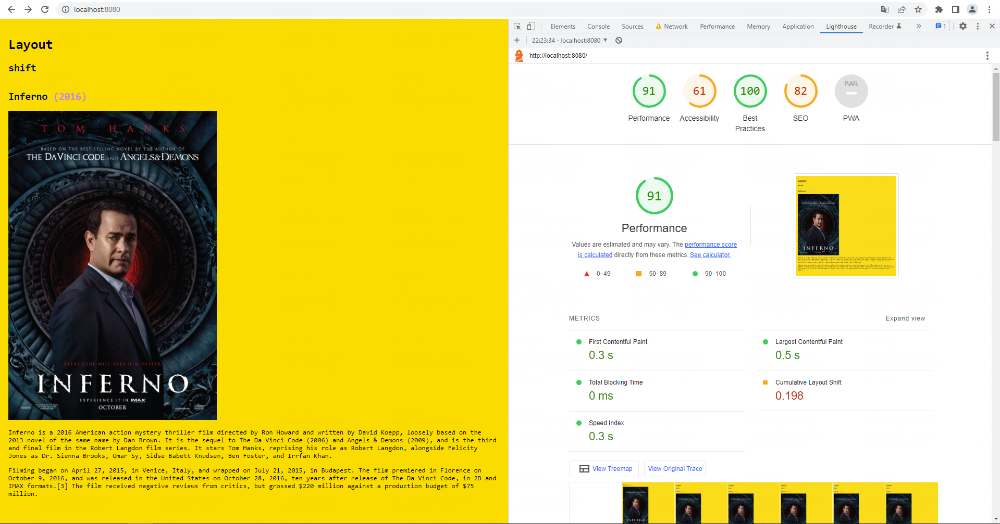 localhost:8080
Layout
shift
Inferno (2016)
TOM HANKS
BASED ON THE BEST-SELLING NOVEL BY THE AUTHOR OF
THE DAVINCI CODE AND ANGELS&DEMONS
EVERY CLUE WILL TAKE HIM DEEPER
INFERNO
EXPERIENCE IT IN IMAX
OCTOBER
Inferno is a 2016 American action mystery thriller film directed by Ron Howard and written by David Koepp, loosely based on the
2013 novel of the same name by Dan Brown. It is the sequel to The Da Vinci Code (2006) and Angels & Demons (2009), and is the third
and final film in the Robert Langdon film series. It stars Tom Hanks, reprising his role as Robert Langdon, alongside Felicity
Jones as Dr. Sienna Brooks, Omar Sy, Sidse Babett Knudsen, Ben Foster, and Irrfan Khan.
Filming began on April 27, 2015, in Venice, Italy, and wrapped on July 21, 2015, in Budapest. The film premiered in Florence on
October 9, 2016, and was released in the United States on October 28, 2016, ten years after release of The Da Vinci Code, in 2D and
IMAX formats.[3] The film received negative reviews from critics, but grossed $220 million against a production budget of $75
million.
Elements Console Sources Network Performance Memory Application Lighthouse Recorder 1
22:23:34 - localhost:8080
http://localhost:8080/
91 61 100 82 PWA
Performance Accessibility Best Practices SEO PWA
91
Performance
Values are estimated and may vary. The performance score
is calculated directly from these metrics. See calculator.
0–49 50–89 90–100
Layout
shift
Inferno
INFERNO
METRICS Expand view
First Contentful Paint
0.3 s
Largest Contentful Paint
0.5 s
Total Blocking Time
0 ms
Cumulative Layout Shift
0.198
Speed Index
0.3 s
View Treemap View Original Trace